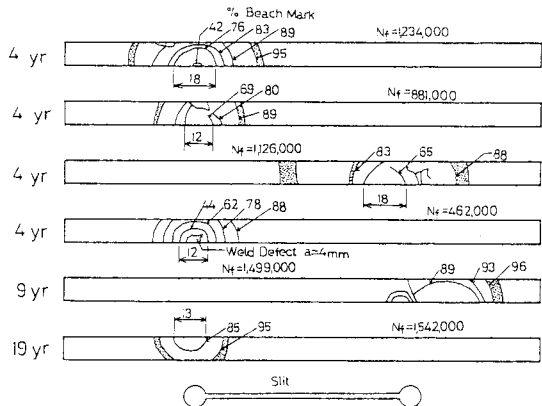 % Beach Mark
42 76 83 89 Nf=1,234,000
4 yr 95
18
69 80 Nf=881,000
4 yr 89
12
Nf=1,126,000 83 65 88
4 yr
18
44 62 78 88 Nf=462,000
4 yr
12 Weld Defect a=4mm
Nf=1,499,000 89 93 96
9 yr
13 Nf=1,542,000
85 95
19 yr
Slit